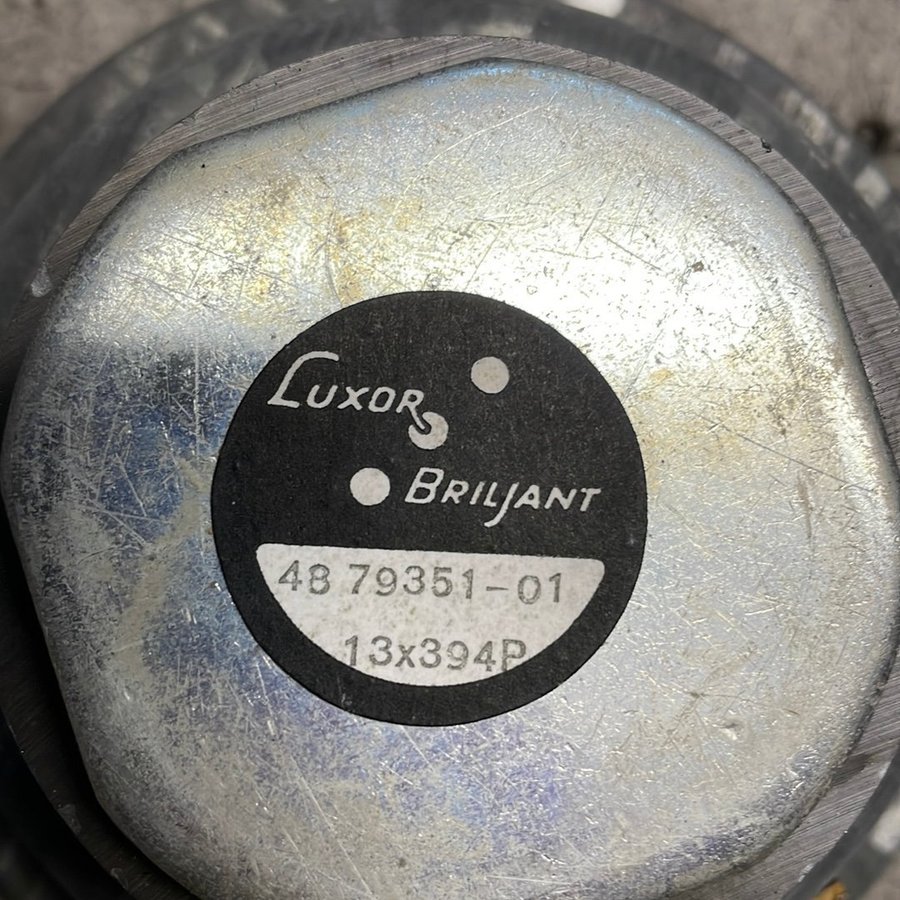 LUXOR
BRILJANT
48 79351-01
13x394P